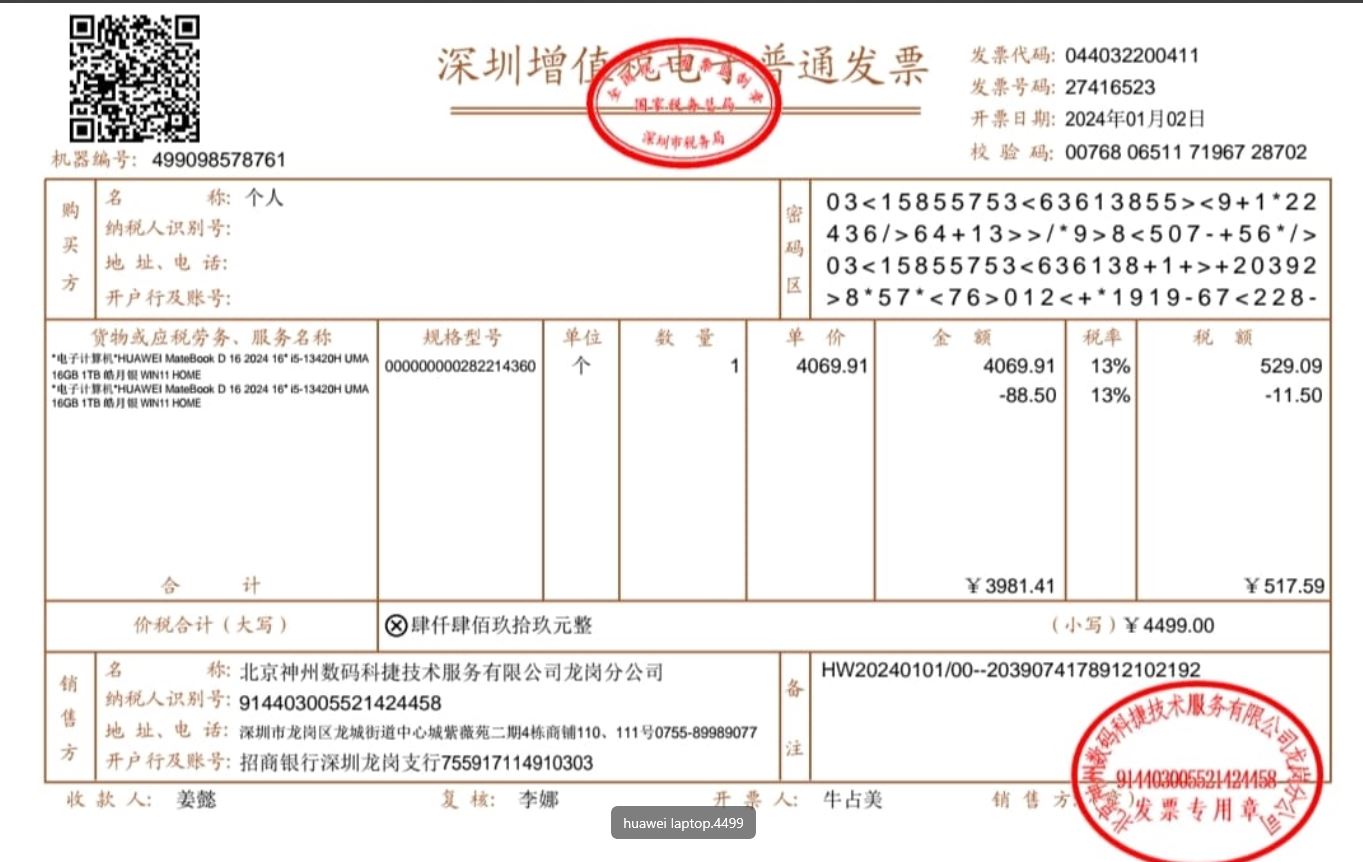 深圳增值税电子普通发票
全国统一发票监制章
国家税务总局
深圳市税务局
发票代码: 044032200411
发票号码: 27416523
开票日期: 2024年01月02日
校 验 码: 00768 06511 71967 28702
机器编号: 499098578761
购买方
名 称: 个人
纳税人识别号:
地 址、电 话:
开户行及账号:
密码区
03<15855753<63613855><9+1*22
436/>64+13>>/*9>8<507-+56*/>
03<15855753<636138+1+>+20392
>8*57*<76>012<+*1919-67<228-
货物或应税劳务、服务名称 规格型号 单位 数 量 单 价 金 额 税率 税 额
*电子计算机*HUAWEI MateBook D 16 2024 16" i5-13420H UMA 16GB 1TB 皓月银 WIN11 HOME 000000000282214360 个 1 4069.91 4069.91 13% 529.09
*电子计算机*HUAWEI MateBook D 16 2024 16" i5-13420H UMA 16GB 1TB 皓月银 WIN11 HOME -88.50 13% -11.50
合 计 ￥3981.41 ￥517.59
价税合计(大写) ⊗肆仟肆佰玖拾玖元整 (小写)￥4499.00
销售方
名 称: 北京神州数码科捷技术服务有限公司龙岗分公司
纳税人识别号: 914403005521424458
地 址、电 话: 深圳市龙岗区龙城街道中心城紫薇苑二期4栋商铺110、111号0755-89989077
开户行及账号: 招商银行深圳龙岗支行755917114910303
备注
HW20240101/00--2039074178912102192
北京神州数码科捷技术服务有限公司龙岗分公司
914403005521424458
发票专用章
收 款 人: 姜懿 复 核: 李娜 开 票 人: 牛占美 销 售 方:(章)
huawei laptop.4499